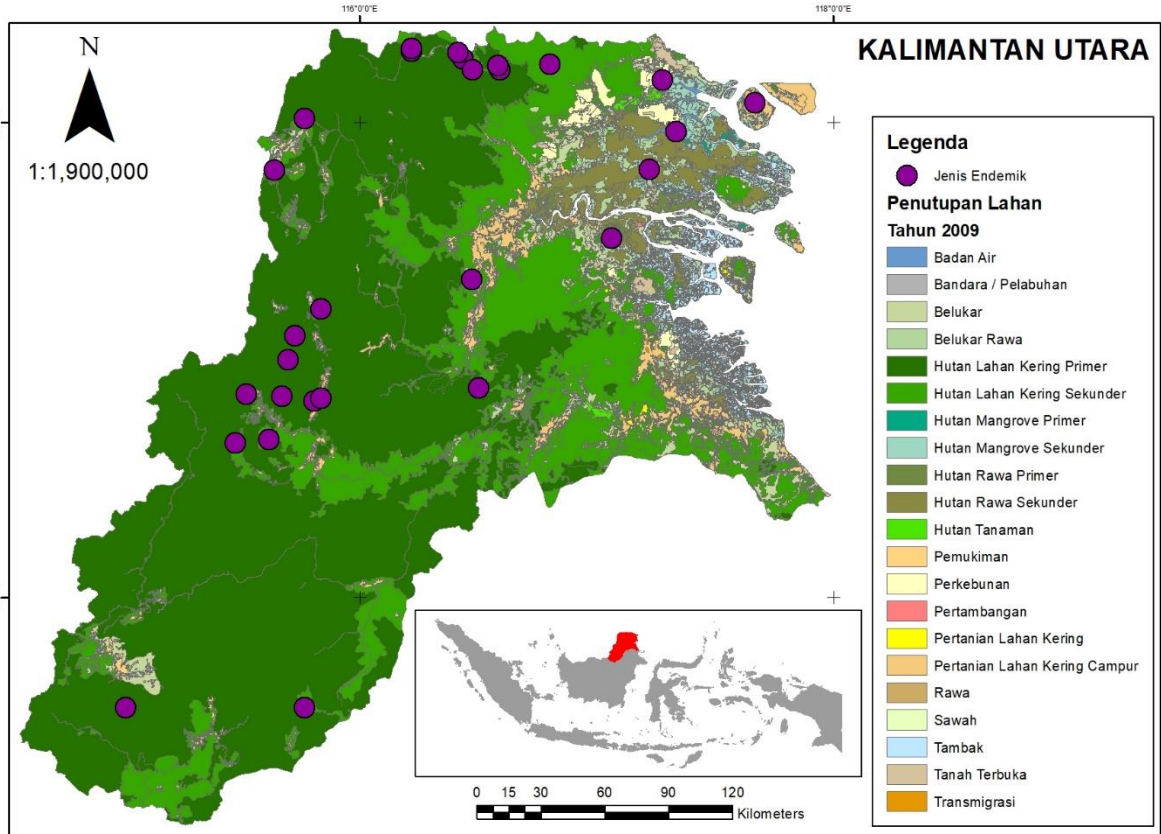 116°0'0"E
118°0'0"E
N
1:1,900,000
KALIMANTAN UTARA
Legenda
Jenis Endemik
Penutupan Lahan
Tahun 2009
Badan Air
Bandara / Pelabuhan
Belukar
Belukar Rawa
Hutan Lahan Kering Primer
Hutan Lahan Kering Sekunder
Hutan Mangrove Primer
Hutan Mangrove Sekunder
Hutan Rawa Primer
Hutan Rawa Sekunder
Hutan Tanaman
Pemukiman
Perkebunan
Pertambangan
Pertanian Lahan Kering
Pertanian Lahan Kering Campur
Rawa
Sawah
Tambak
Tanah Terbuka
Transmigrasi
0 15 30 60 90 120
Kilometers